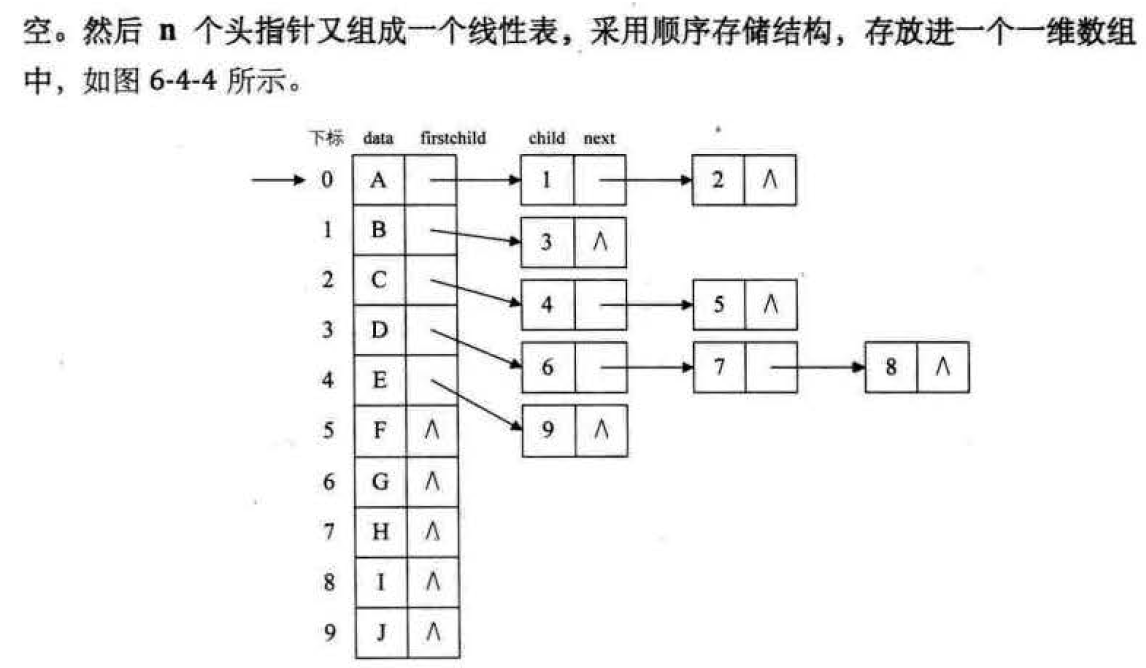 空。然后 n 个头指针又组成一个线性表，采用顺序存储结构，存放进一个一维数组
中，如图 6-4-4 所示。
下标 data firstchild child next
0 A 1 2 ∧
1 B 3 ∧
2 C 4 5 ∧
3 D 6 7 8 ∧
4 E 9 ∧
5 F ∧
6 G ∧
7 H ∧
8 I ∧
9 J ∧